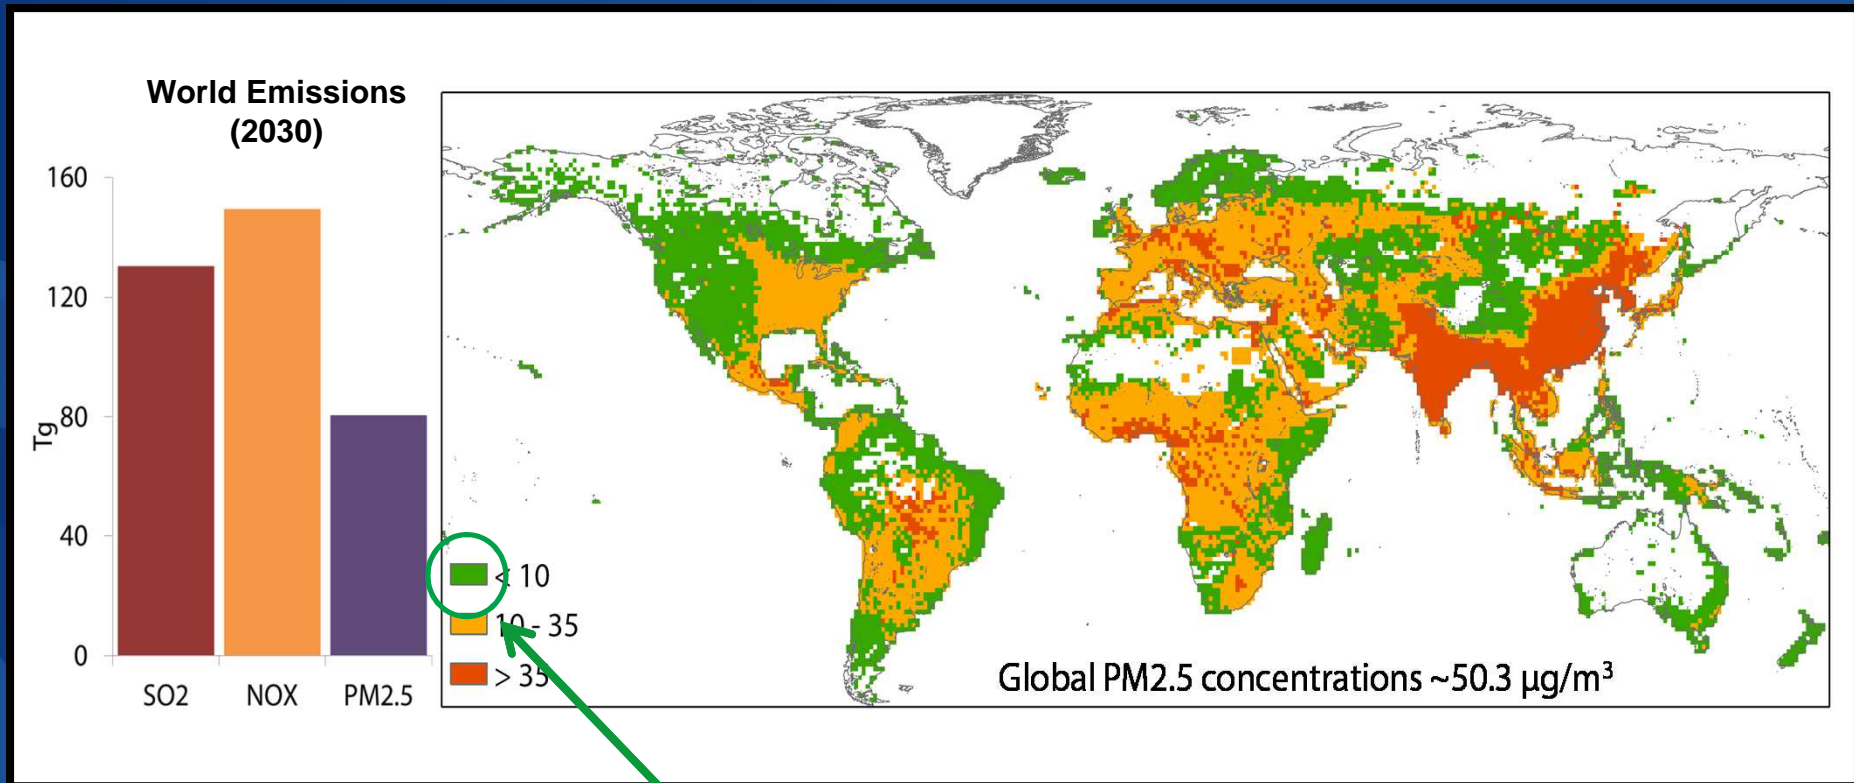 World Emissions
(2030)
160
120
80
40
0
Tg
SO2 NOX PM2.5
< 10
10 - 35
> 35
Global PM2.5 concentrations ~50.3 µg/m³